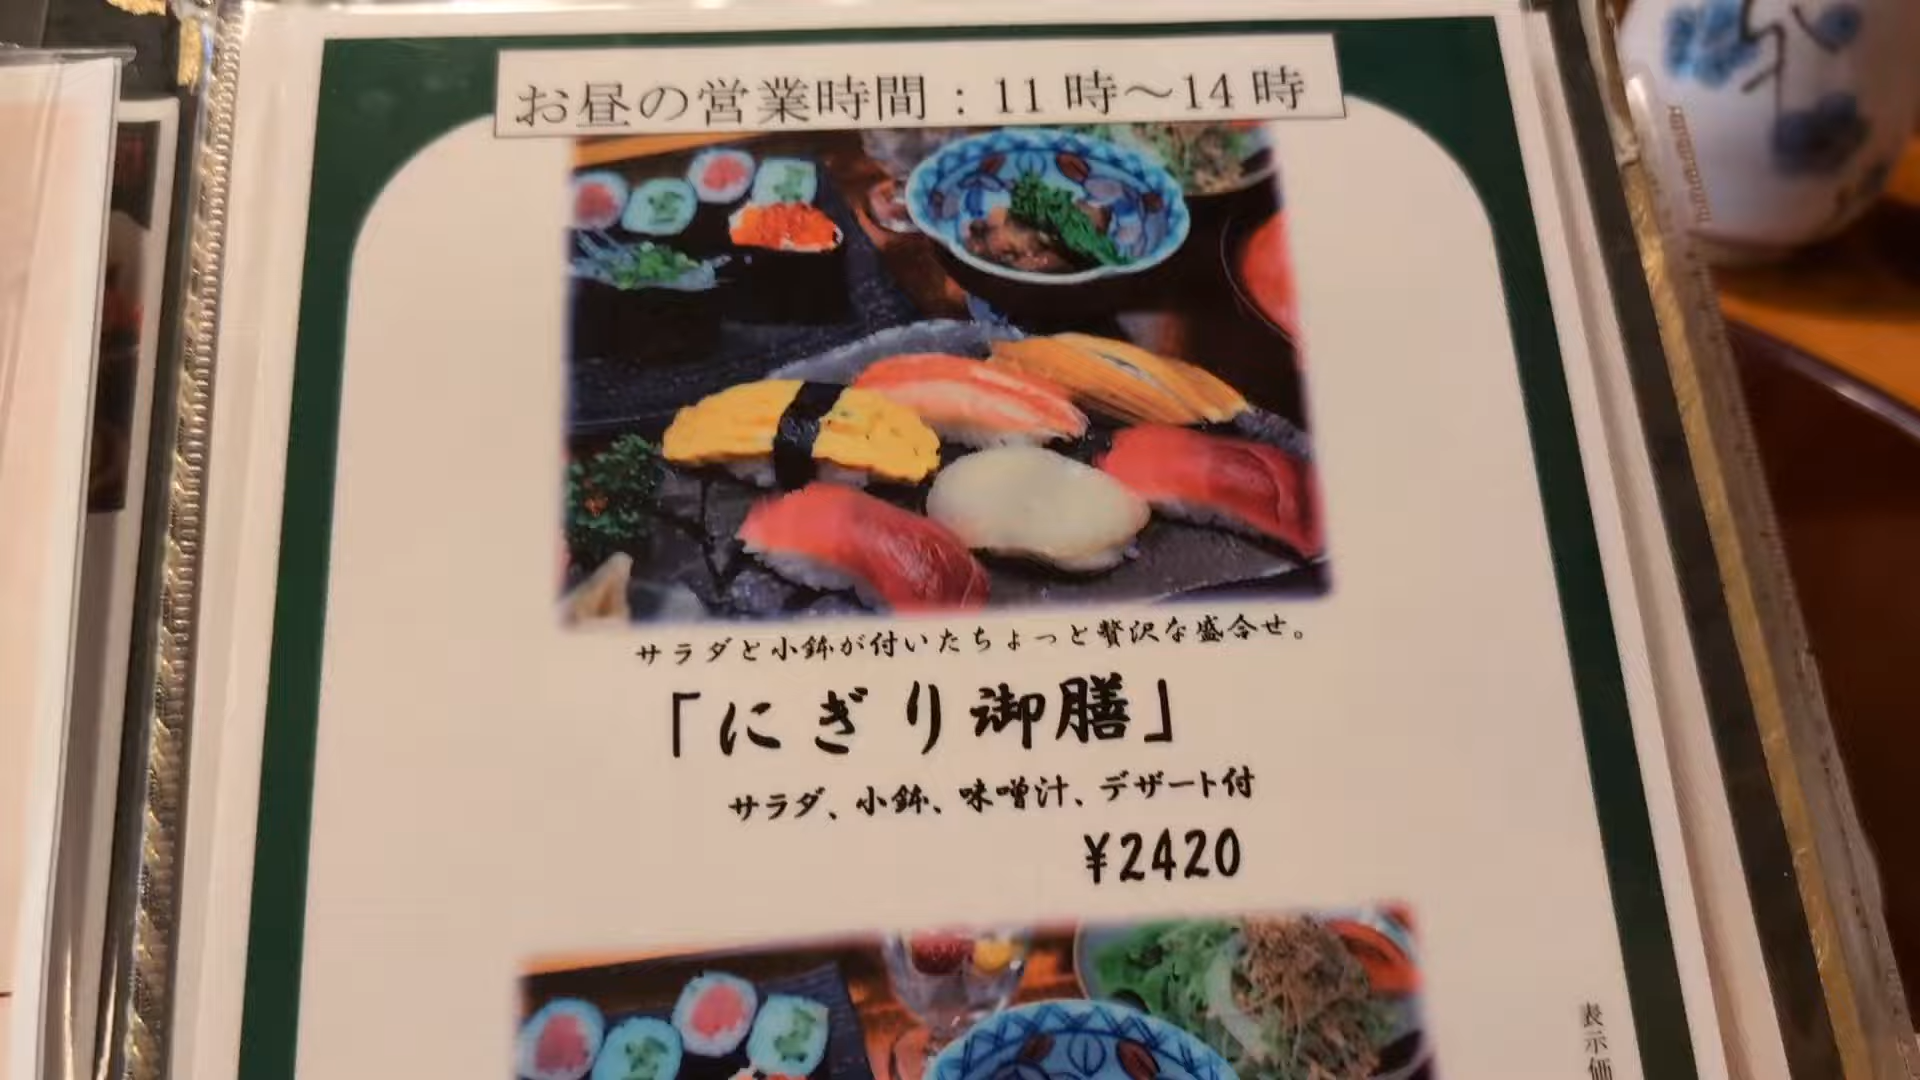 お昼の営業時間：11時～14時
サラダと小鉢が付いたちょっと贅沢な盛合せ。
「にぎり御膳」
サラダ、小鉢、味噌汁、デザート付
¥2420
表示価